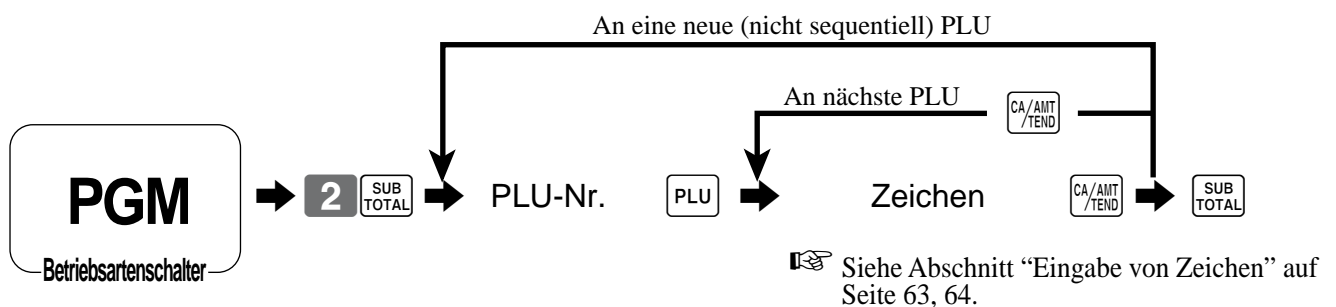 An eine neue (nicht sequentiell) PLU
An nächste PLU
CA/AMT
/TEND
PGM
2
SUB
TOTAL
PLU-Nr.
PLU
Zeichen
CA/AMT
/TEND
SUB
TOTAL
Betriebsartenschalter
Siehe Abschnitt “Eingabe von Zeichen” auf
Seite 63, 64.